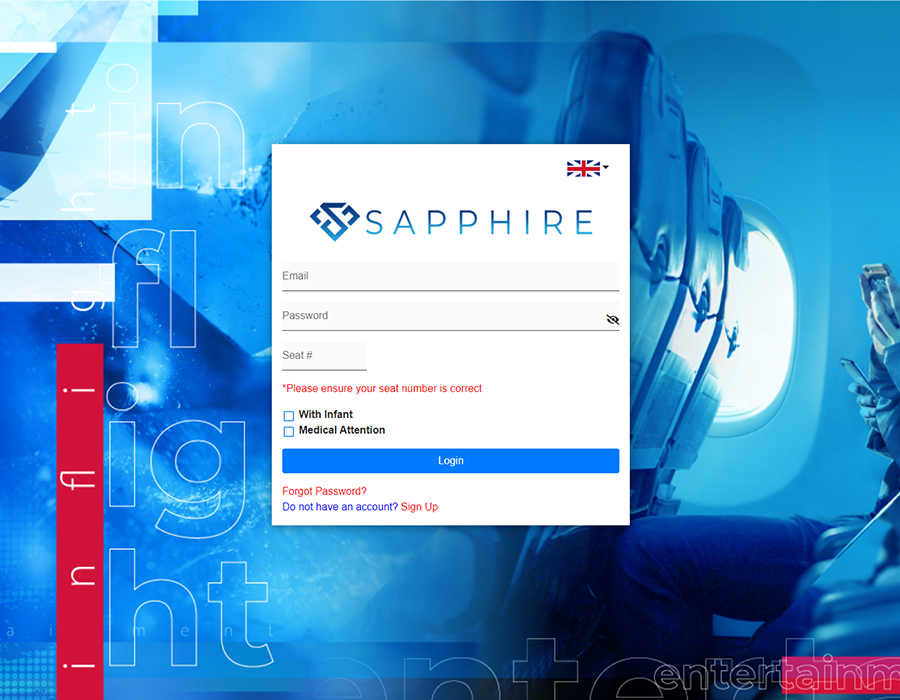 SAPPHIRE
Email
Password
Seat #
*Please ensure your seat number is correct
With Infant
Medical Attention
Login
Forgot Password?
Do not have an account? Sign Up
in
fl
ig
ht
entertainm